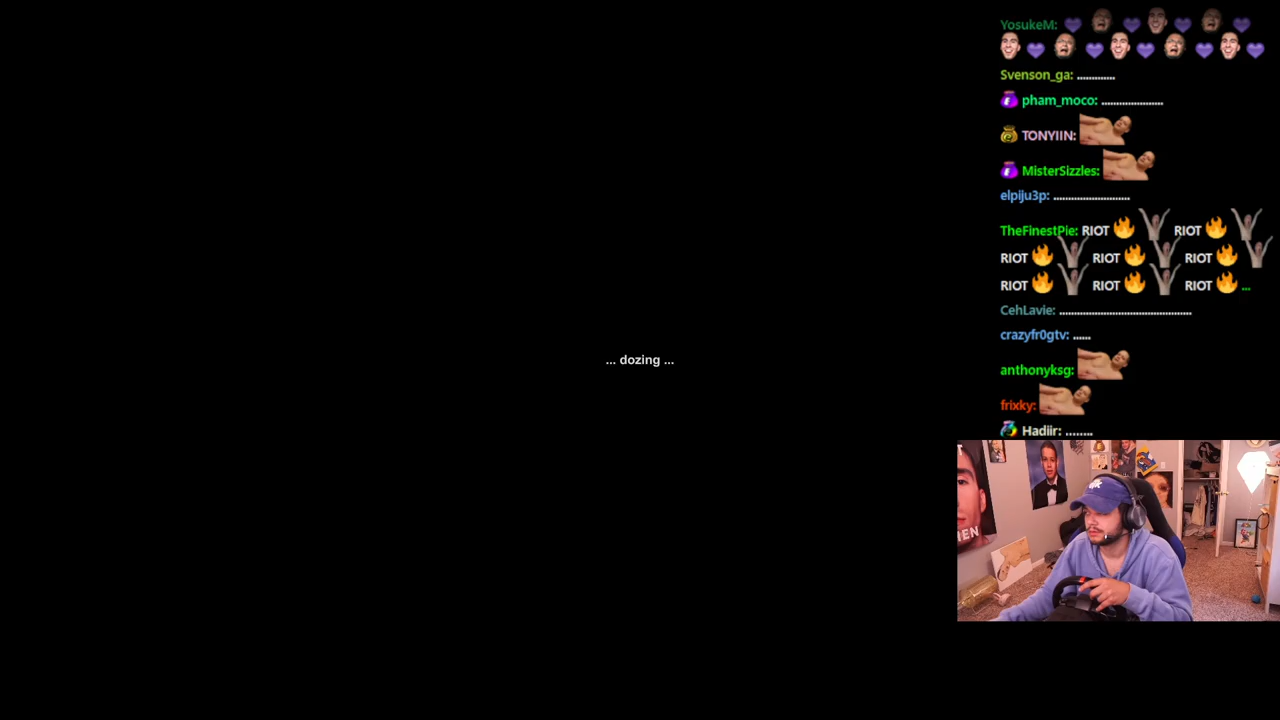 YosukeM:
Svenson_ga: .............
pham_moco: .....................
TONYIIN:
MisterSizzles:
elpiju3p: ..........................
TheFinestPie: RIOT RIOT
RIOT RIOT RIOT
RIOT RIOT RIOT ...
CehLavie: .............................................
crazyfr0gtv: ......
... dozing ...
anthonyksg:
frixky:
Hadiir: ........
IEN